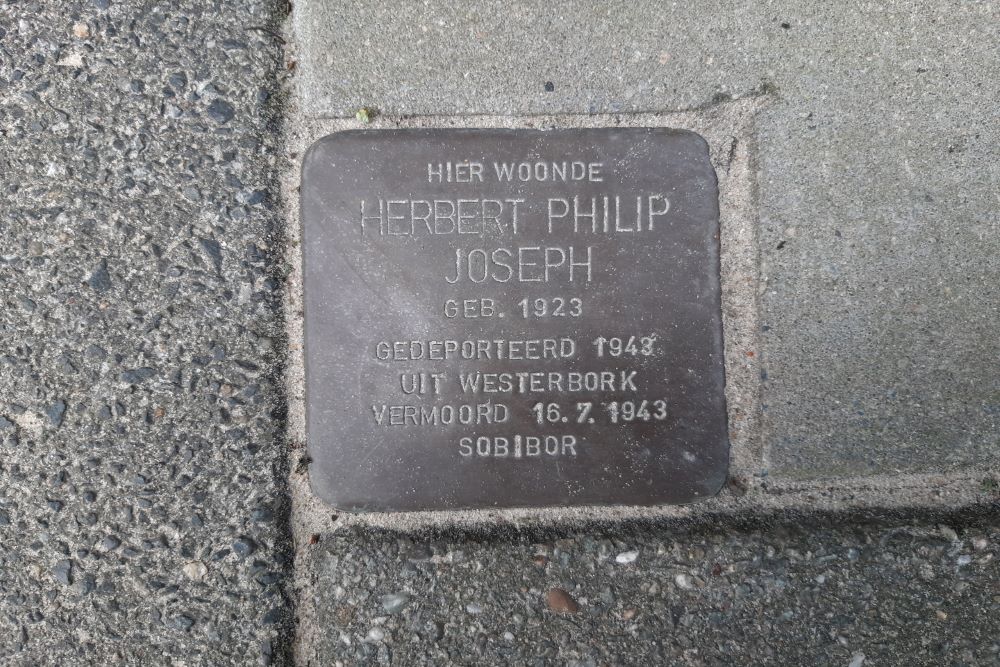 HIER WOONDE
HERBERT PHILIP
JOSEPH
GEB. 1923
GEDEPORTEERD 1943
UIT WESTERBORK
VERMOORD 16.7.1943
SOBIBOR